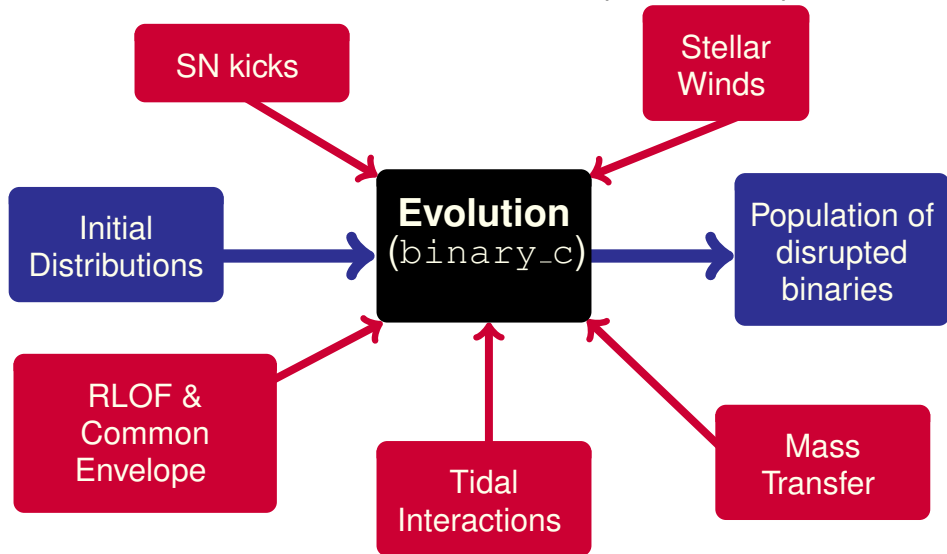 SN kicks
Stellar
Winds
Initial
Distributions
Evolution
(binary_c)
Population of
disrupted
binaries
RLOF &
Common
Envelope
Tidal
Interactions
Mass
Transfer